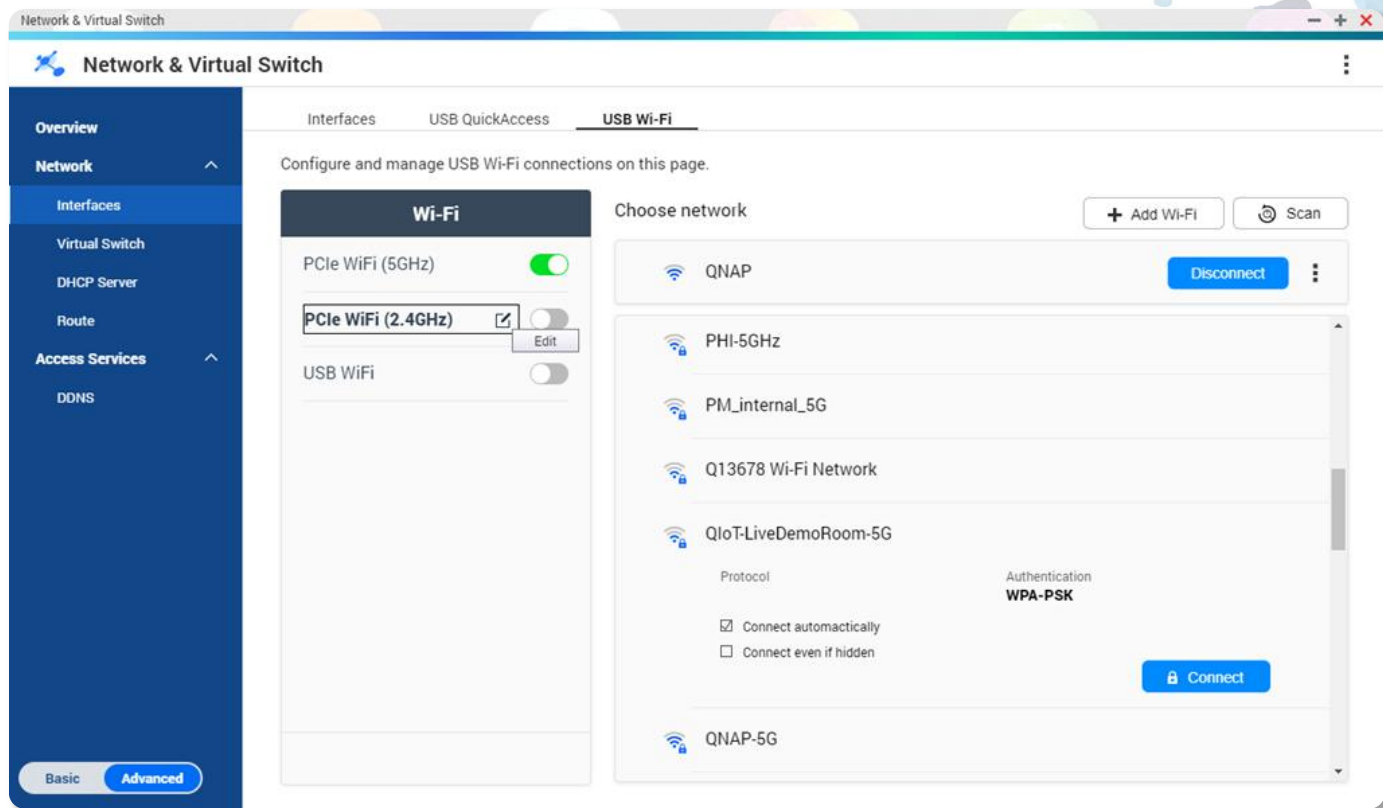 Network & Virtual Switch
Network & Virtual Switch
Overview
Network
Interfaces
Virtual Switch
DHCP Server
Route
Access Services
DDNS
Basic Advanced
Interfaces USB QuickAccess USB Wi-Fi
Configure and manage USB Wi-Fi connections on this page.
Wi-Fi
PCIe WiFi (5GHz)
PCIe WiFi (2.4GHz)
Edit
USB WiFi
Choose network
+ Add Wi-Fi Scan
QNAP Disconnect
PHI-5GHz
PM_internal_5G
Q13678 Wi-Fi Network
QIoT-LiveDemoRoom-5G
Protocol Authentication
WPA-PSK
Connect automactically
Connect even if hidden
Connect
QNAP-5G